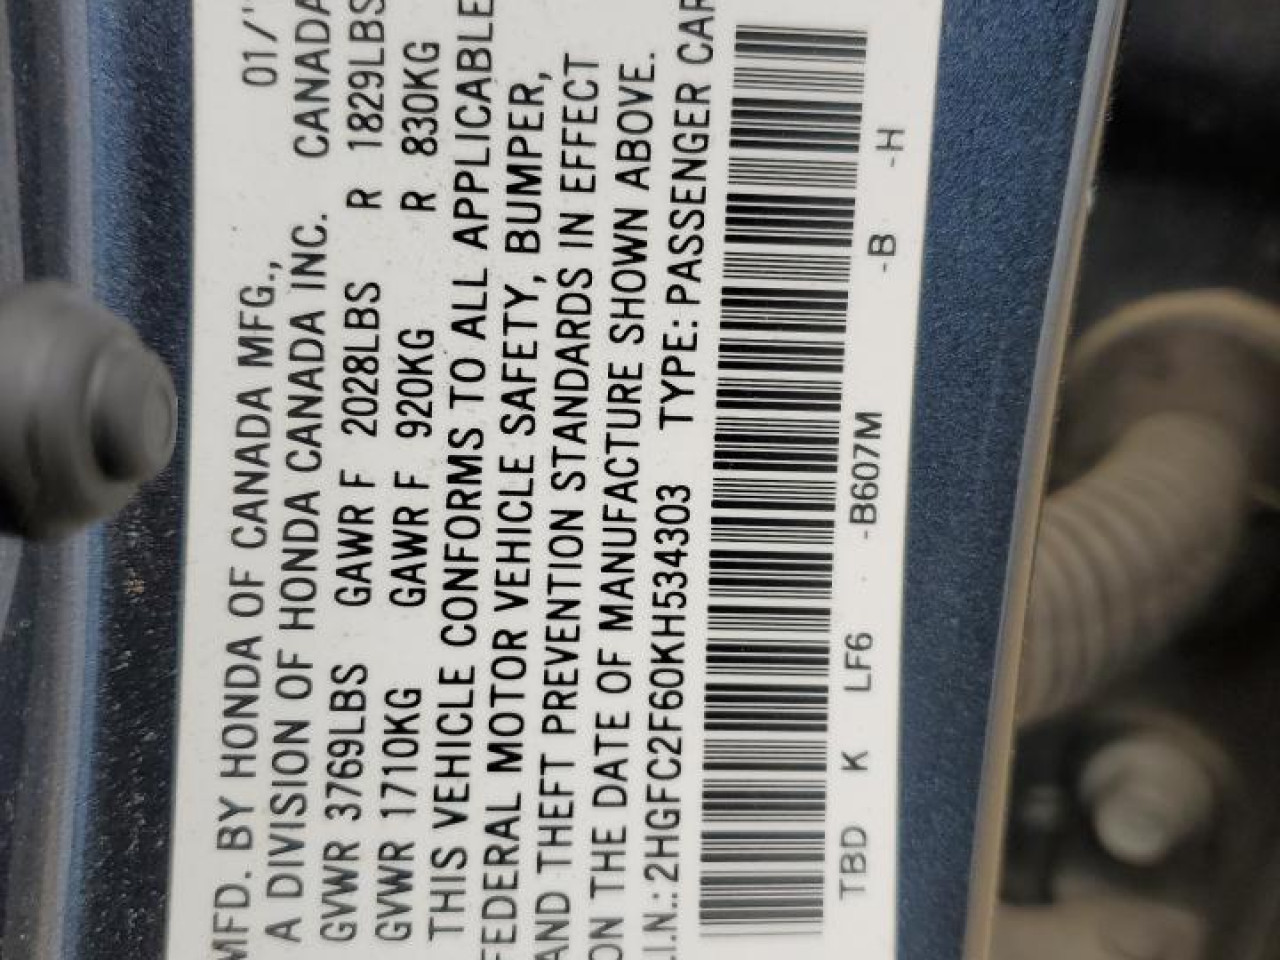 MFD. BY HONDA OF CANADA MFG., 01/
A DIVISION OF HONDA CANADA INC. CANADA
GVWR 3769LBS GAWR F 2028LBS R 1829LBS
GVWR 1710KG GAWR F 920KG R 830KG
THIS VEHICLE CONFORMS TO ALL APPLICABLE
FEDERAL MOTOR VEHICLE SAFETY, BUMPER,
AND THEFT PREVENTION STANDARDS IN EFFECT
ON THE DATE OF MANUFACTURE SHOWN ABOVE.
.I.N.: 2HGFC2F60KH534303 TYPE: PASSENGER CAR
TBD K LF6 - -B607M -B -H